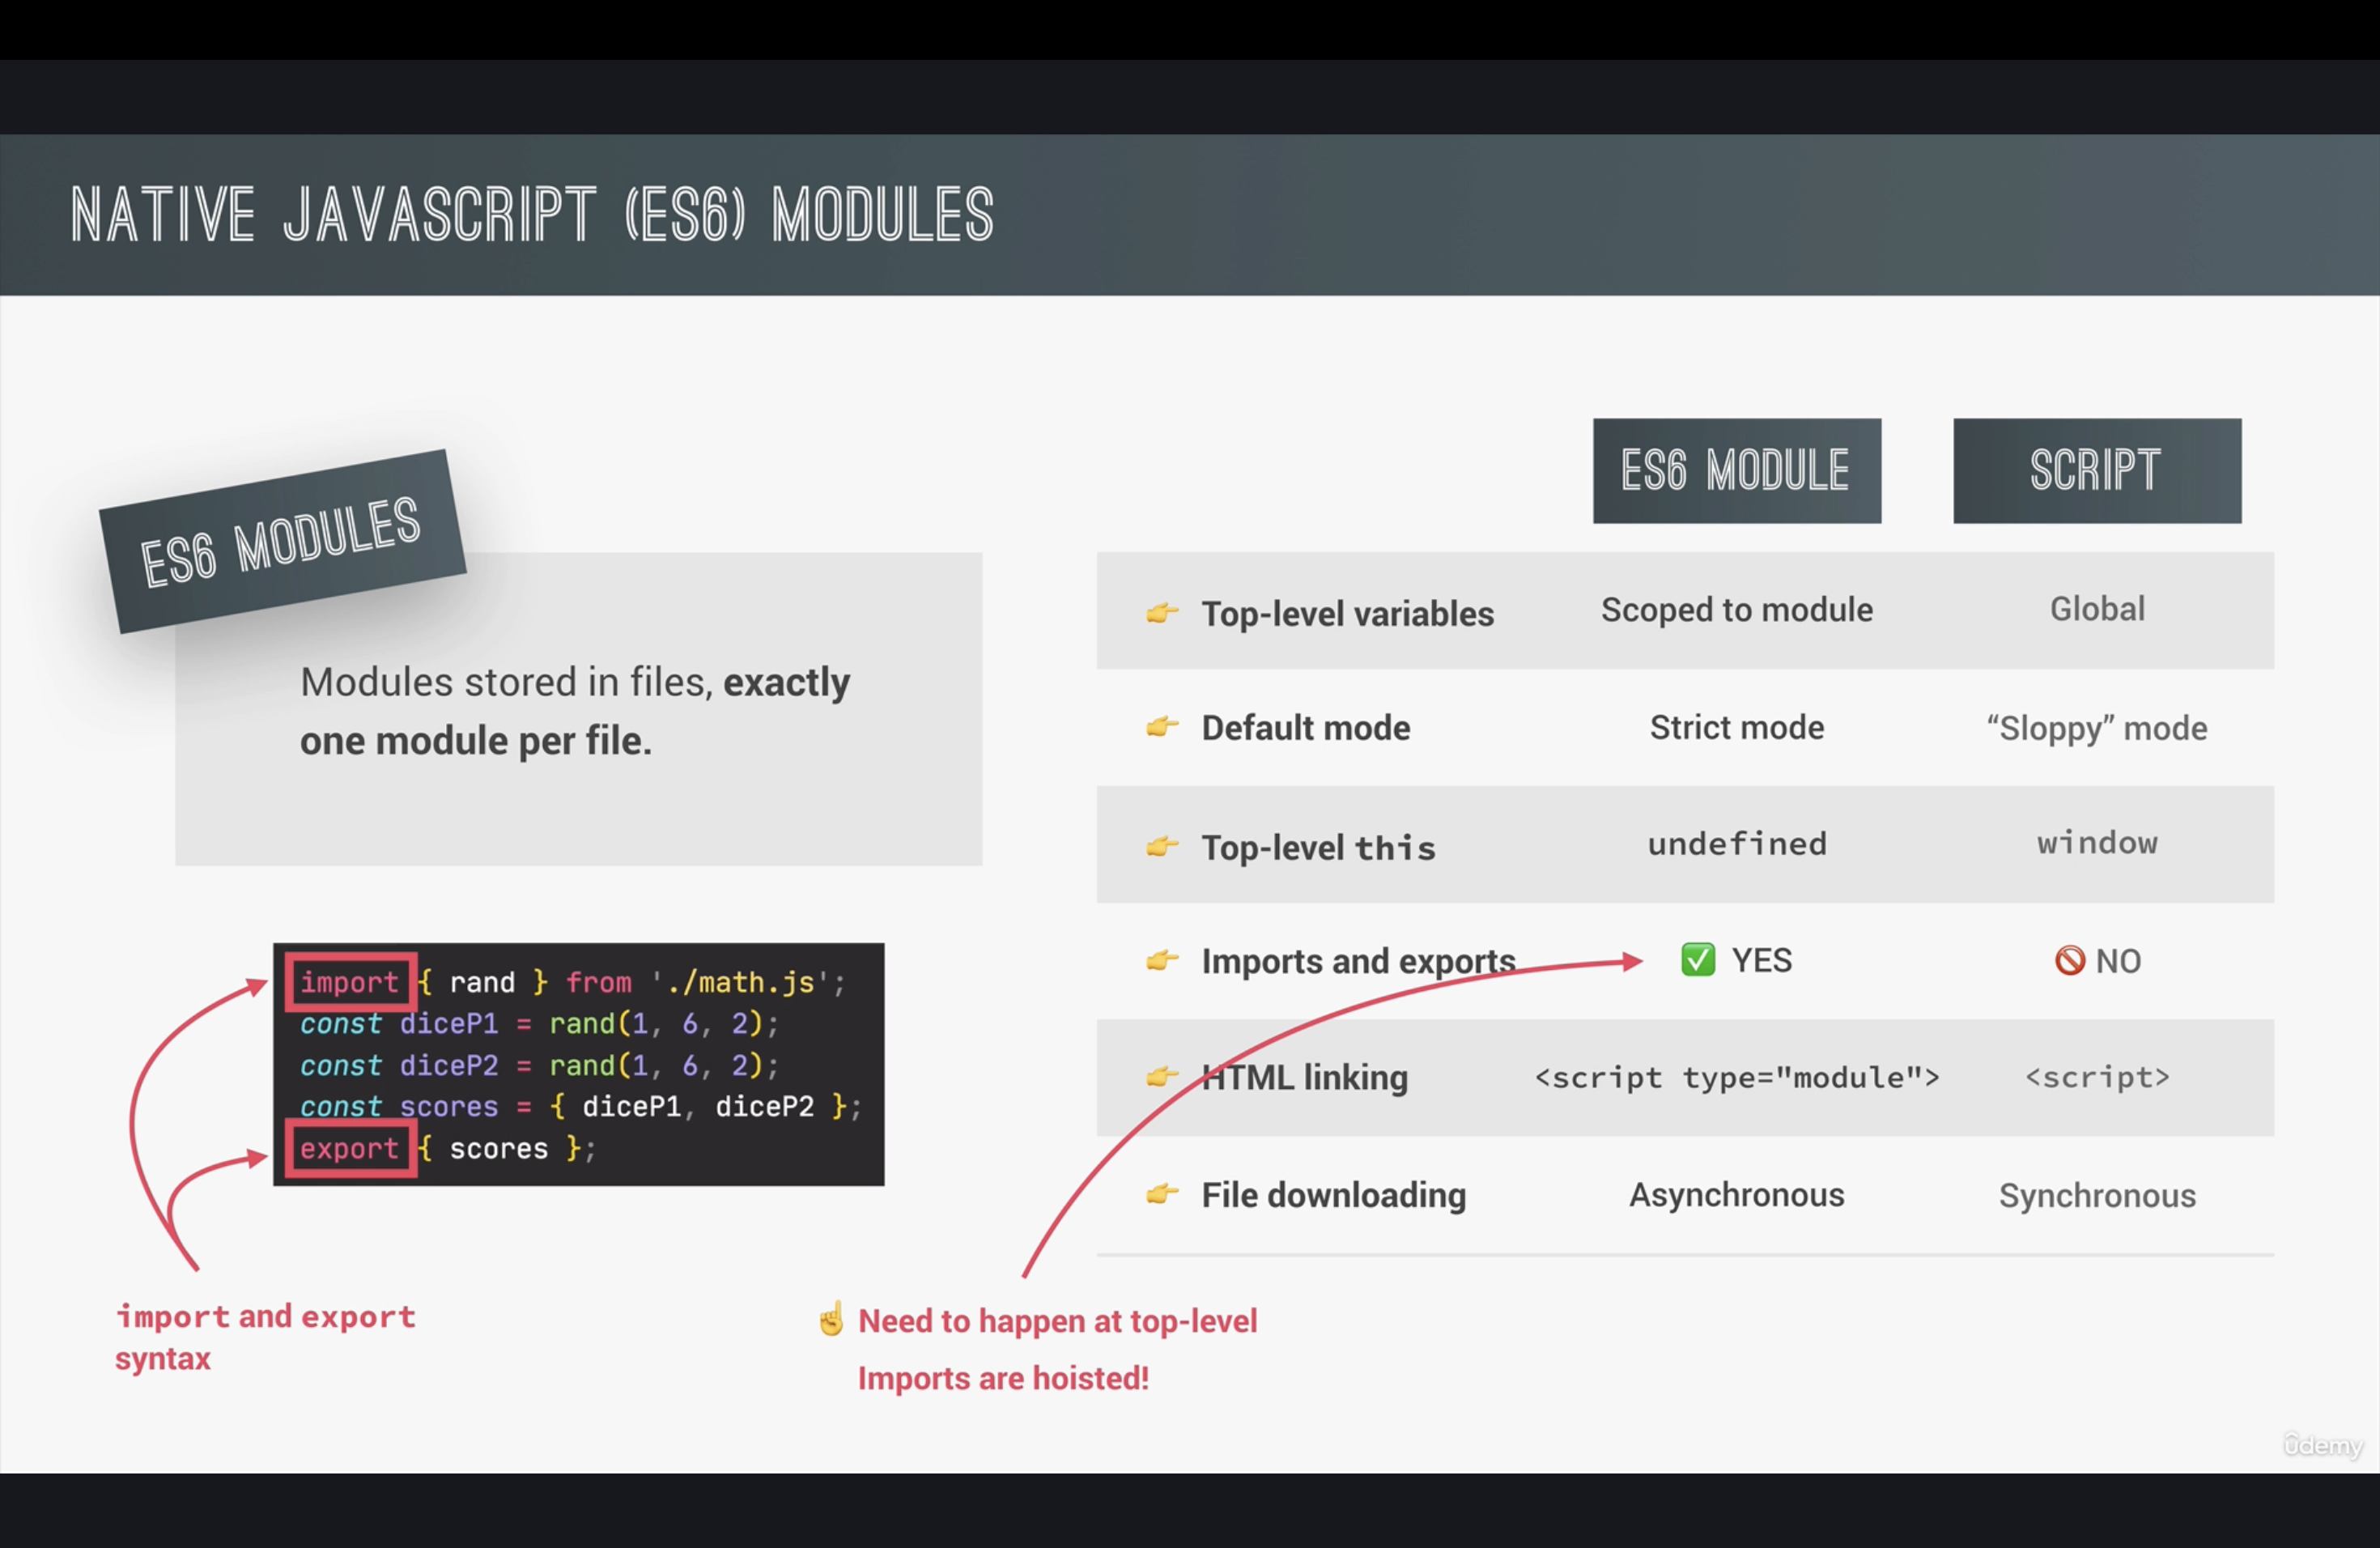 NATIVE JAVASCRIPT (ES6) MODULES
ES6 MODULES
Modules stored in files, exactly
one module per file.
import { rand } from './math.js';
const diceP1 = rand(1, 6, 2);
const diceP2 = rand(1, 6, 2);
const scores = { diceP1, diceP2 };
export { scores };
import and export
syntax
ES6 MODULE SCRIPT
👉 Top-level variables Scoped to module Global
👉 Default mode Strict mode “Sloppy” mode
👉 Top-level this undefined window
👉 Imports and exports ✅ YES 🚫 NO
👉 HTML linking <script type="module"> <script>
👉 File downloading Asynchronous Synchronous
☝️ Need to happen at top-level
Imports are hoisted!
ûdemy